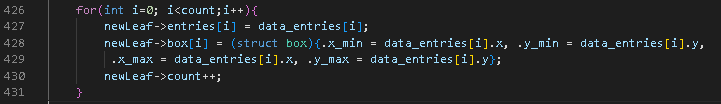 426 for(int i=0; i<count;i++){
427 newLeaf->entries[i] = data_entries[i];
428 newLeaf->box[i] = (struct box){.x_min = data_entries[i].x, .y_min = data_entries[i].y,
429 .x_max = data_entries[i].x, .y_max = data_entries[i].y};
430 newLeaf->count++;
431 }